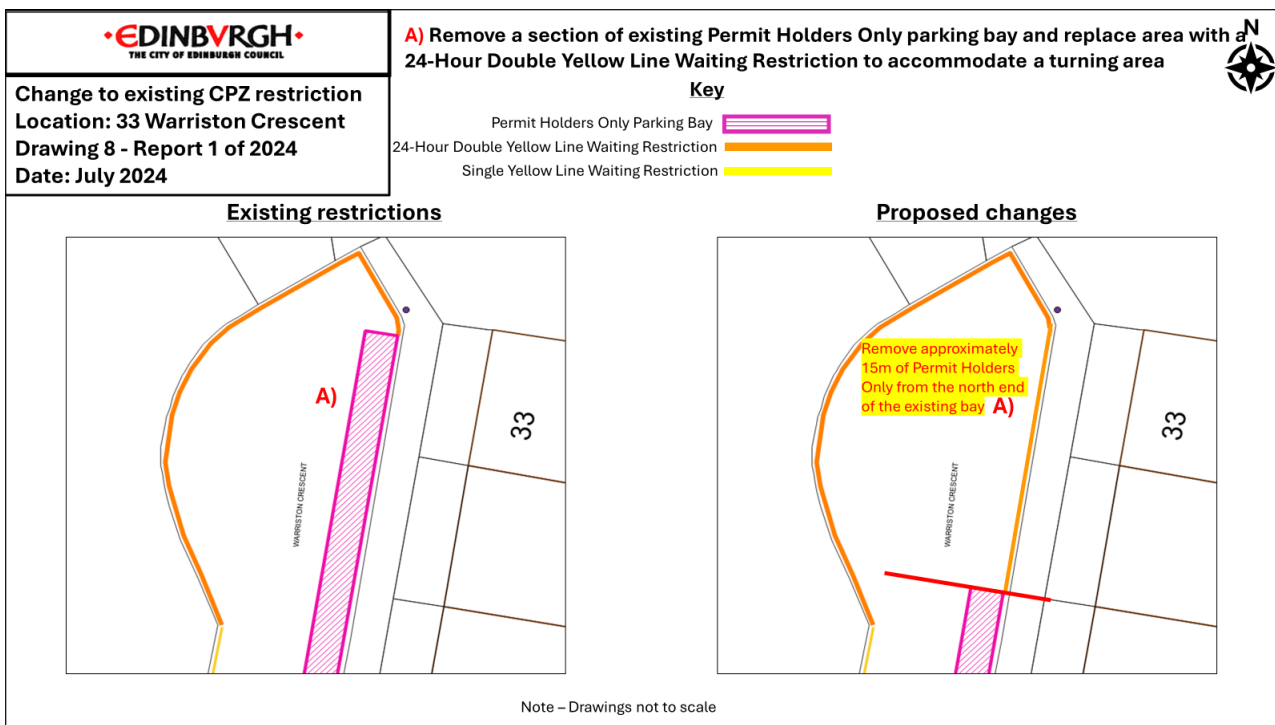 EDINBVRGH
THE CITY OF EDINBURGH COUNCIL
Change to existing CPZ restriction
Location: 33 Warriston Crescent
Drawing 8 - Report 1 of 2024
Date: July 2024
A) Remove a section of existing Permit Holders Only parking bay and replace area with a
24-Hour Double Yellow Line Waiting Restriction to accommodate a turning area
N
Key
Permit Holders Only Parking Bay
24-Hour Double Yellow Line Waiting Restriction
Single Yellow Line Waiting Restriction
Existing restrictions
A)
33
WARRISTON CRESCENT
Proposed changes
Remove approximately
15m of Permit Holders
Only from the north end
of the existing bay A)
33
WARRISTON CRESCENT
Note – Drawings not to scale